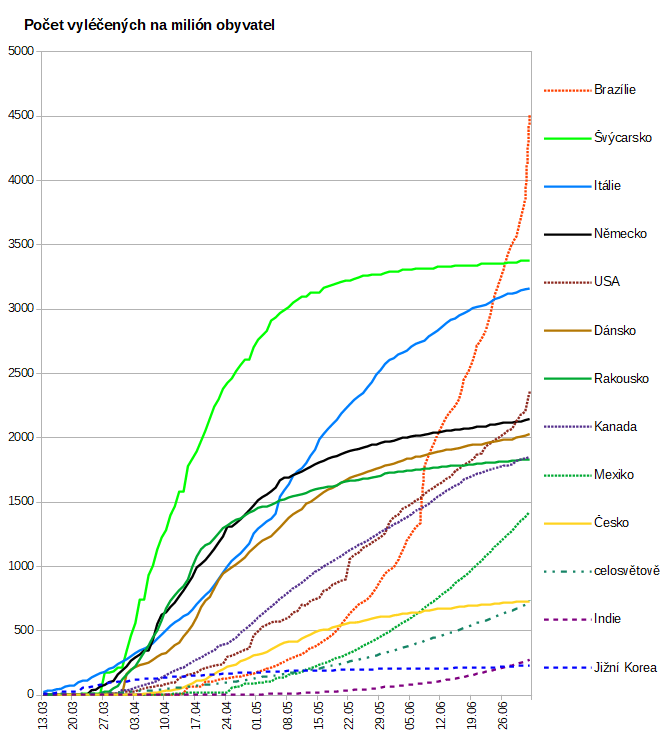 Počet vyléčených na milión obyvatel
5000
4500
4000
3500
3000
2500
2000
1500
1000
500
0
13.03
20.03
27.03
03.04
10.04
17.04
24.04
01.05
08.05
15.05
22.05
29.05
05.06
12.06
19.06
26.06
Brazílie
Švýcarsko
Itálie
Německo
USA
Dánsko
Rakousko
Kanada
Mexiko
Česko
celosvětově
Indie
Jižní Korea